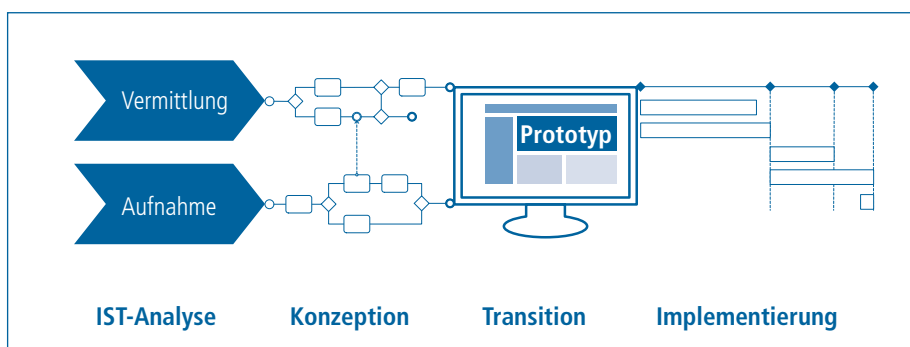 Vermittlung
Prototyp
Aufnahme
IST-Analyse
Konzeption
Transition
Implementierung